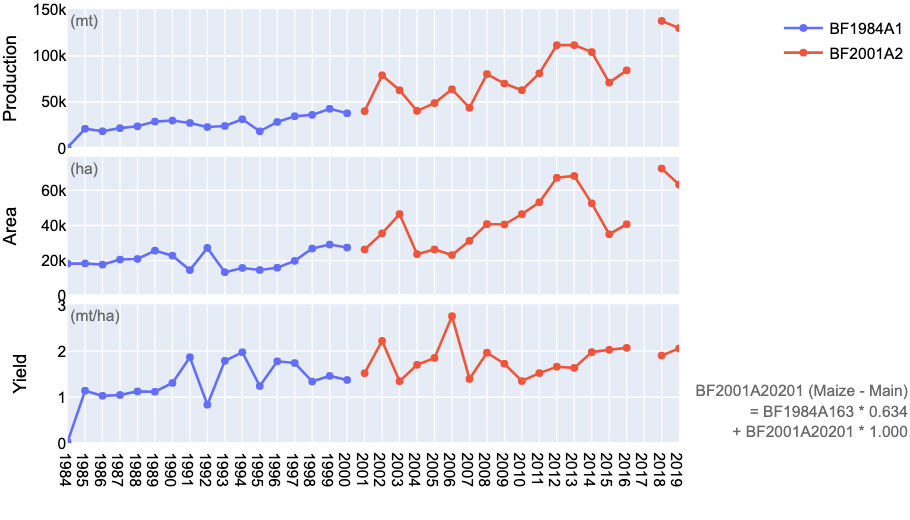 150k
(mt)
100k
Production
50k
0
(ha)
60k
Area
40k
20k
0
3
(mt/ha)
2
Yield
1
0
1984
1985
1986
1987
1988
1989
1990
1991
1992
1993
1994
1995
1996
1997
1998
1999
2000
2001
2002
2003
2004
2005
2006
2007
2008
2009
2010
2011
2012
2013
2014
2015
2016
2017
2018
2019
BF1984A1
BF2001A2
BF2001A20201 (Maize - Main)
= BF1984A163 * 0.634
+ BF2001A20201 * 1.000